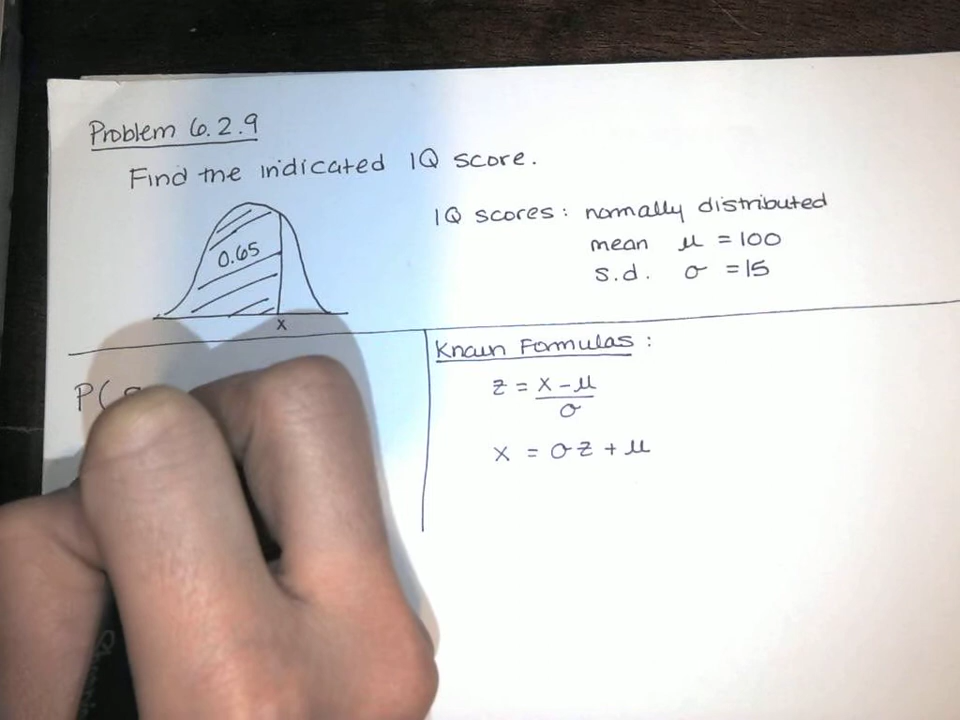 Problem 6.2.9
Find the indicated IQ score.
0.65
x
IQ scores: normally distributed
mean μ = 100
s.d. σ = 15
P(
Known Formulas:
z = x - μ
σ
x = σz + μ